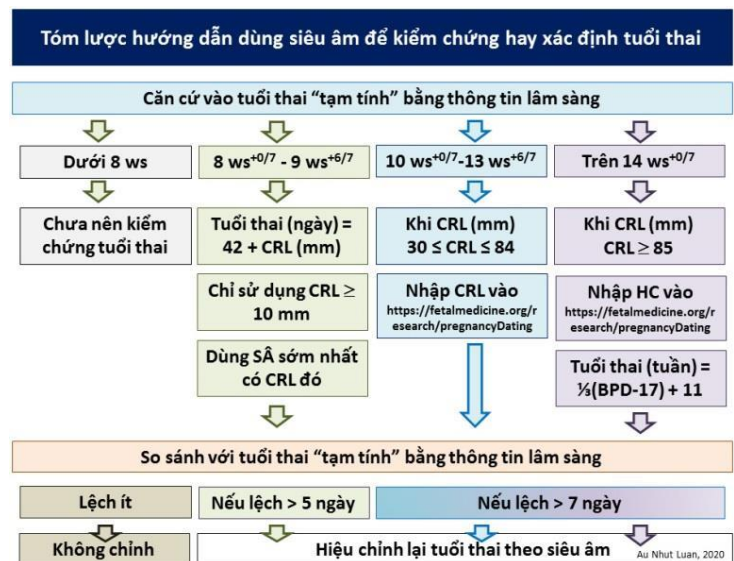 Tóm lược hướng dẫn dùng siêu âm để kiểm chứng hay xác định tuổi thai
Căn cứ vào tuổi thai “tạm tính” bằng thông tin lâm sàng
Dưới 8 ws
8 ws+0/7 - 9 ws+6/7
10 ws+0/7-13 ws+6/7
Trên 14 ws+0/7
Chưa nên kiểm
chứng tuổi thai
Tuổi thai (ngày) =
42 + CRL (mm)
Chỉ sử dụng CRL ≥
10 mm
Dùng SÂ sớm nhất
có CRL đó
Khi CRL (mm)
30 ≤ CRL ≤ 84
Nhập CRL vào
https://fetalmedicine.org/r
esearch/pregnancyDating
Khi CRL (mm)
CRL ≥ 85
Nhập HC vào
https://fetalmedicine.org/r
esearch/pregnancyDating
Tuổi thai (tuần) =
⅓(BPD-17) + 11
So sánh với tuổi thai “tạm tính” bằng thông tin lâm sàng
Lệch ít
Nếu lệch > 5 ngày
Nếu lệch > 7 ngày
Không chỉnh
Hiệu chỉnh lại tuổi thai theo siêu âm
Au Nhut Luan, 2020